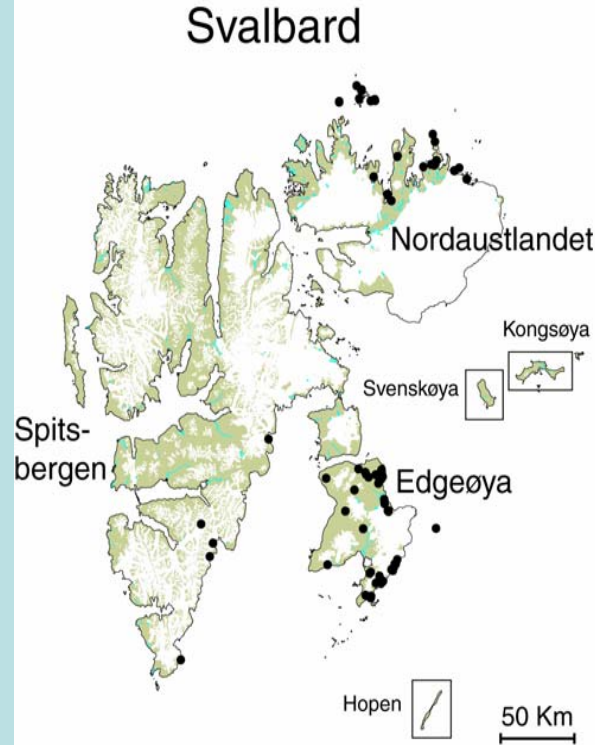 Svalbard
Nordaustlandet
Kongsøya
Svenskøya
Spits-
bergen
Edgeøya
Hopen
50 Km